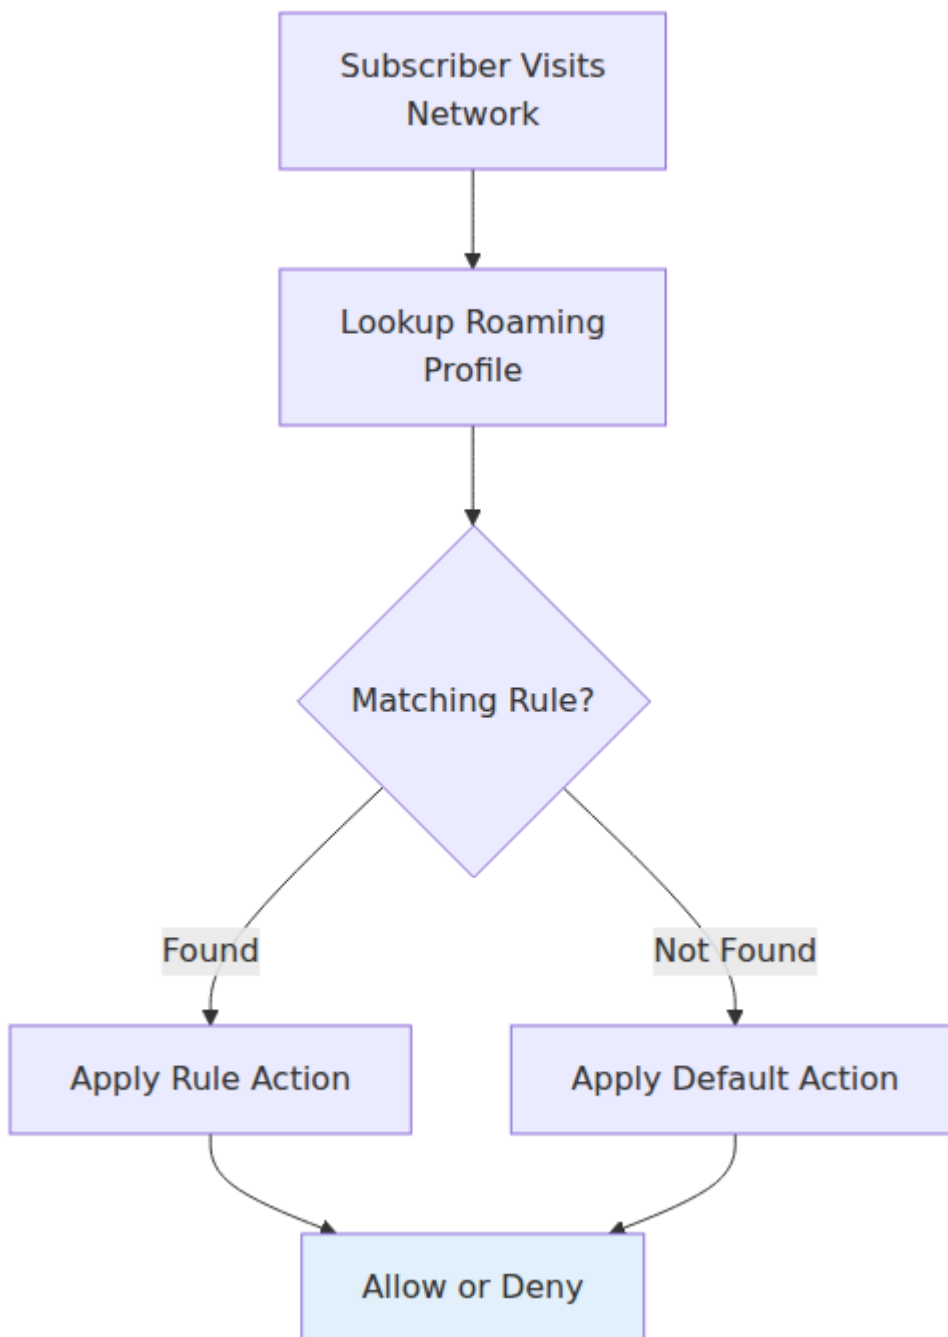 Subscriber Visits
Network
Lookup Roaming
Profile
Matching Rule?
Found
Not Found
Apply Rule Action
Apply Default Action
Allow or Deny